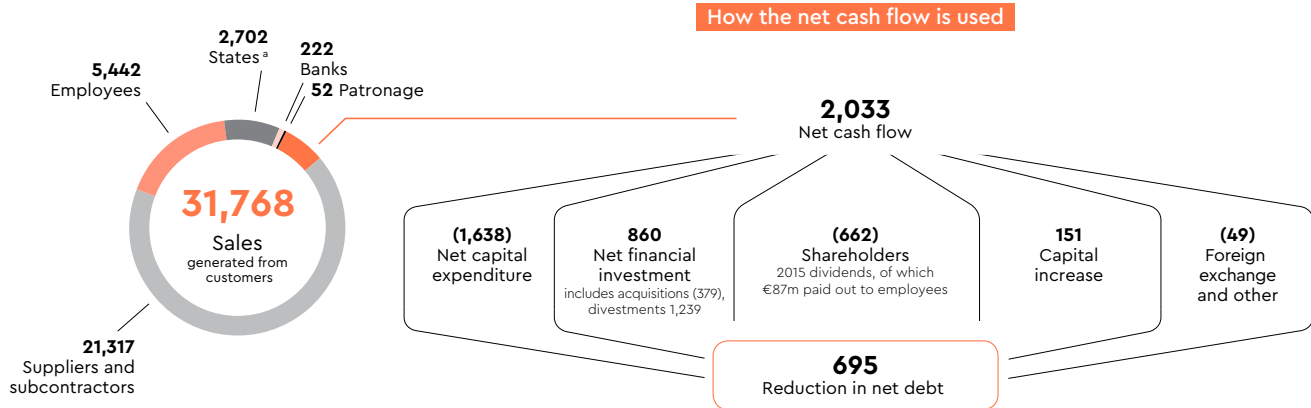 How the net cash flow is used
2,702
States a
222
Banks
52 Patronage
5,442
Employees
31,768
Sales
generated from
customers
21,317
Suppliers and
subcontractors
2,033
Net cash flow
(1,638)
Net capital
expenditure
860
Net financial
investment
includes acquisitions (379),
divestments 1,239
(662)
Shareholders
2015 dividends, of which
€87m paid out to employees
151
Capital
increase
(49)
Foreign
exchange
and other
695
Reduction in net debt